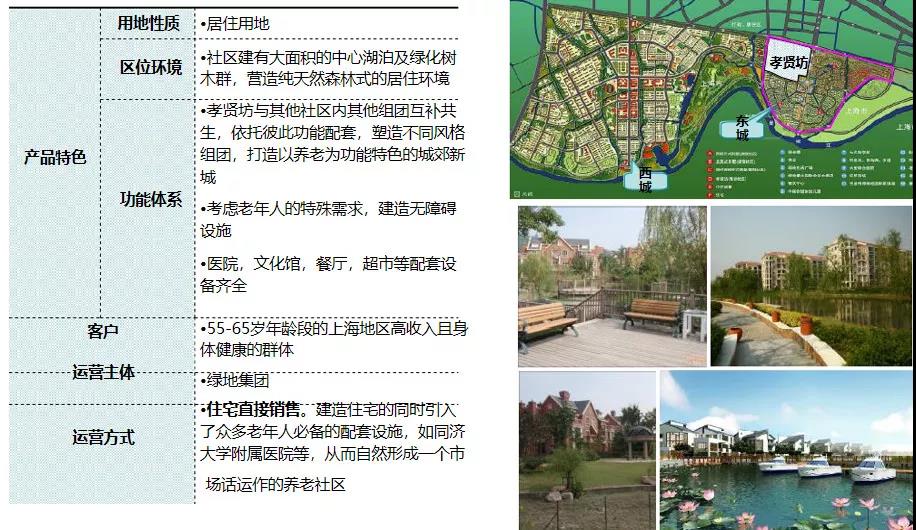 产品特色
用地性质
•居住用地
区位环境
•社区建有大面积的中心湖泊及绿化树
木群，营造纯天然森林式的居住环境
功能体系
•孝贤坊与其他社区内其他组团互补共
生，依托彼此功能配套，塑造不同风格
组团，打造以养老为功能特色的城郊新
城
•考虑老年人的特殊需求，建造无障碍
设施
•医院，文化馆，餐厅，超市等配套设
备齐全
客户
•55-65岁年龄段的上海地区高收入且身
体健康的群体
运营主体
•绿地集团
运营方式
•住宅直接销售。建造住宅的同时引入
了众多老年人必备的配套设施，如同济
大学附属医院等，从而自然形成一个市
场话运作的养老社区
孝贤坊
东
城
西
城
上海市
上海